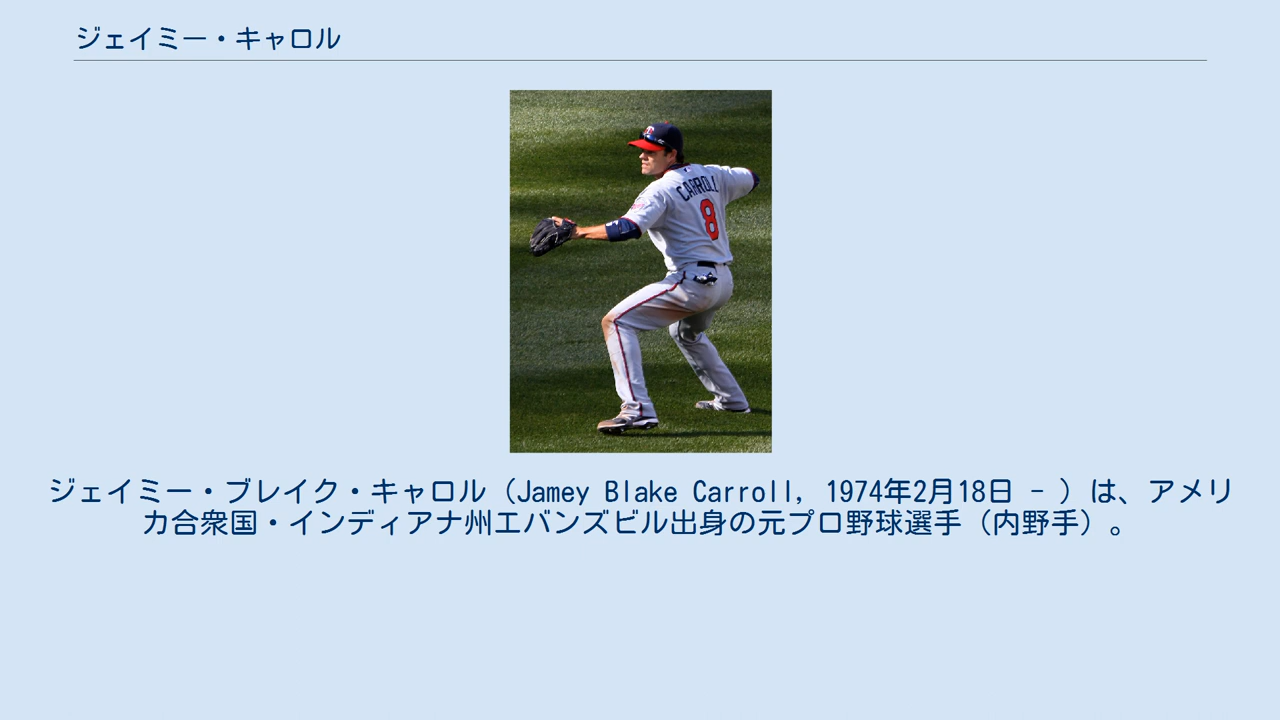 ジェイミー・キャロル
CARROLL
8
ジェイミー・ブレイク・キャロル（Jamey Blake Carroll, 1974年2月18日 - ）は、アメリ
カ合衆国・インディアナ州エバンズビル出身の元プロ野球選手（内野手）。